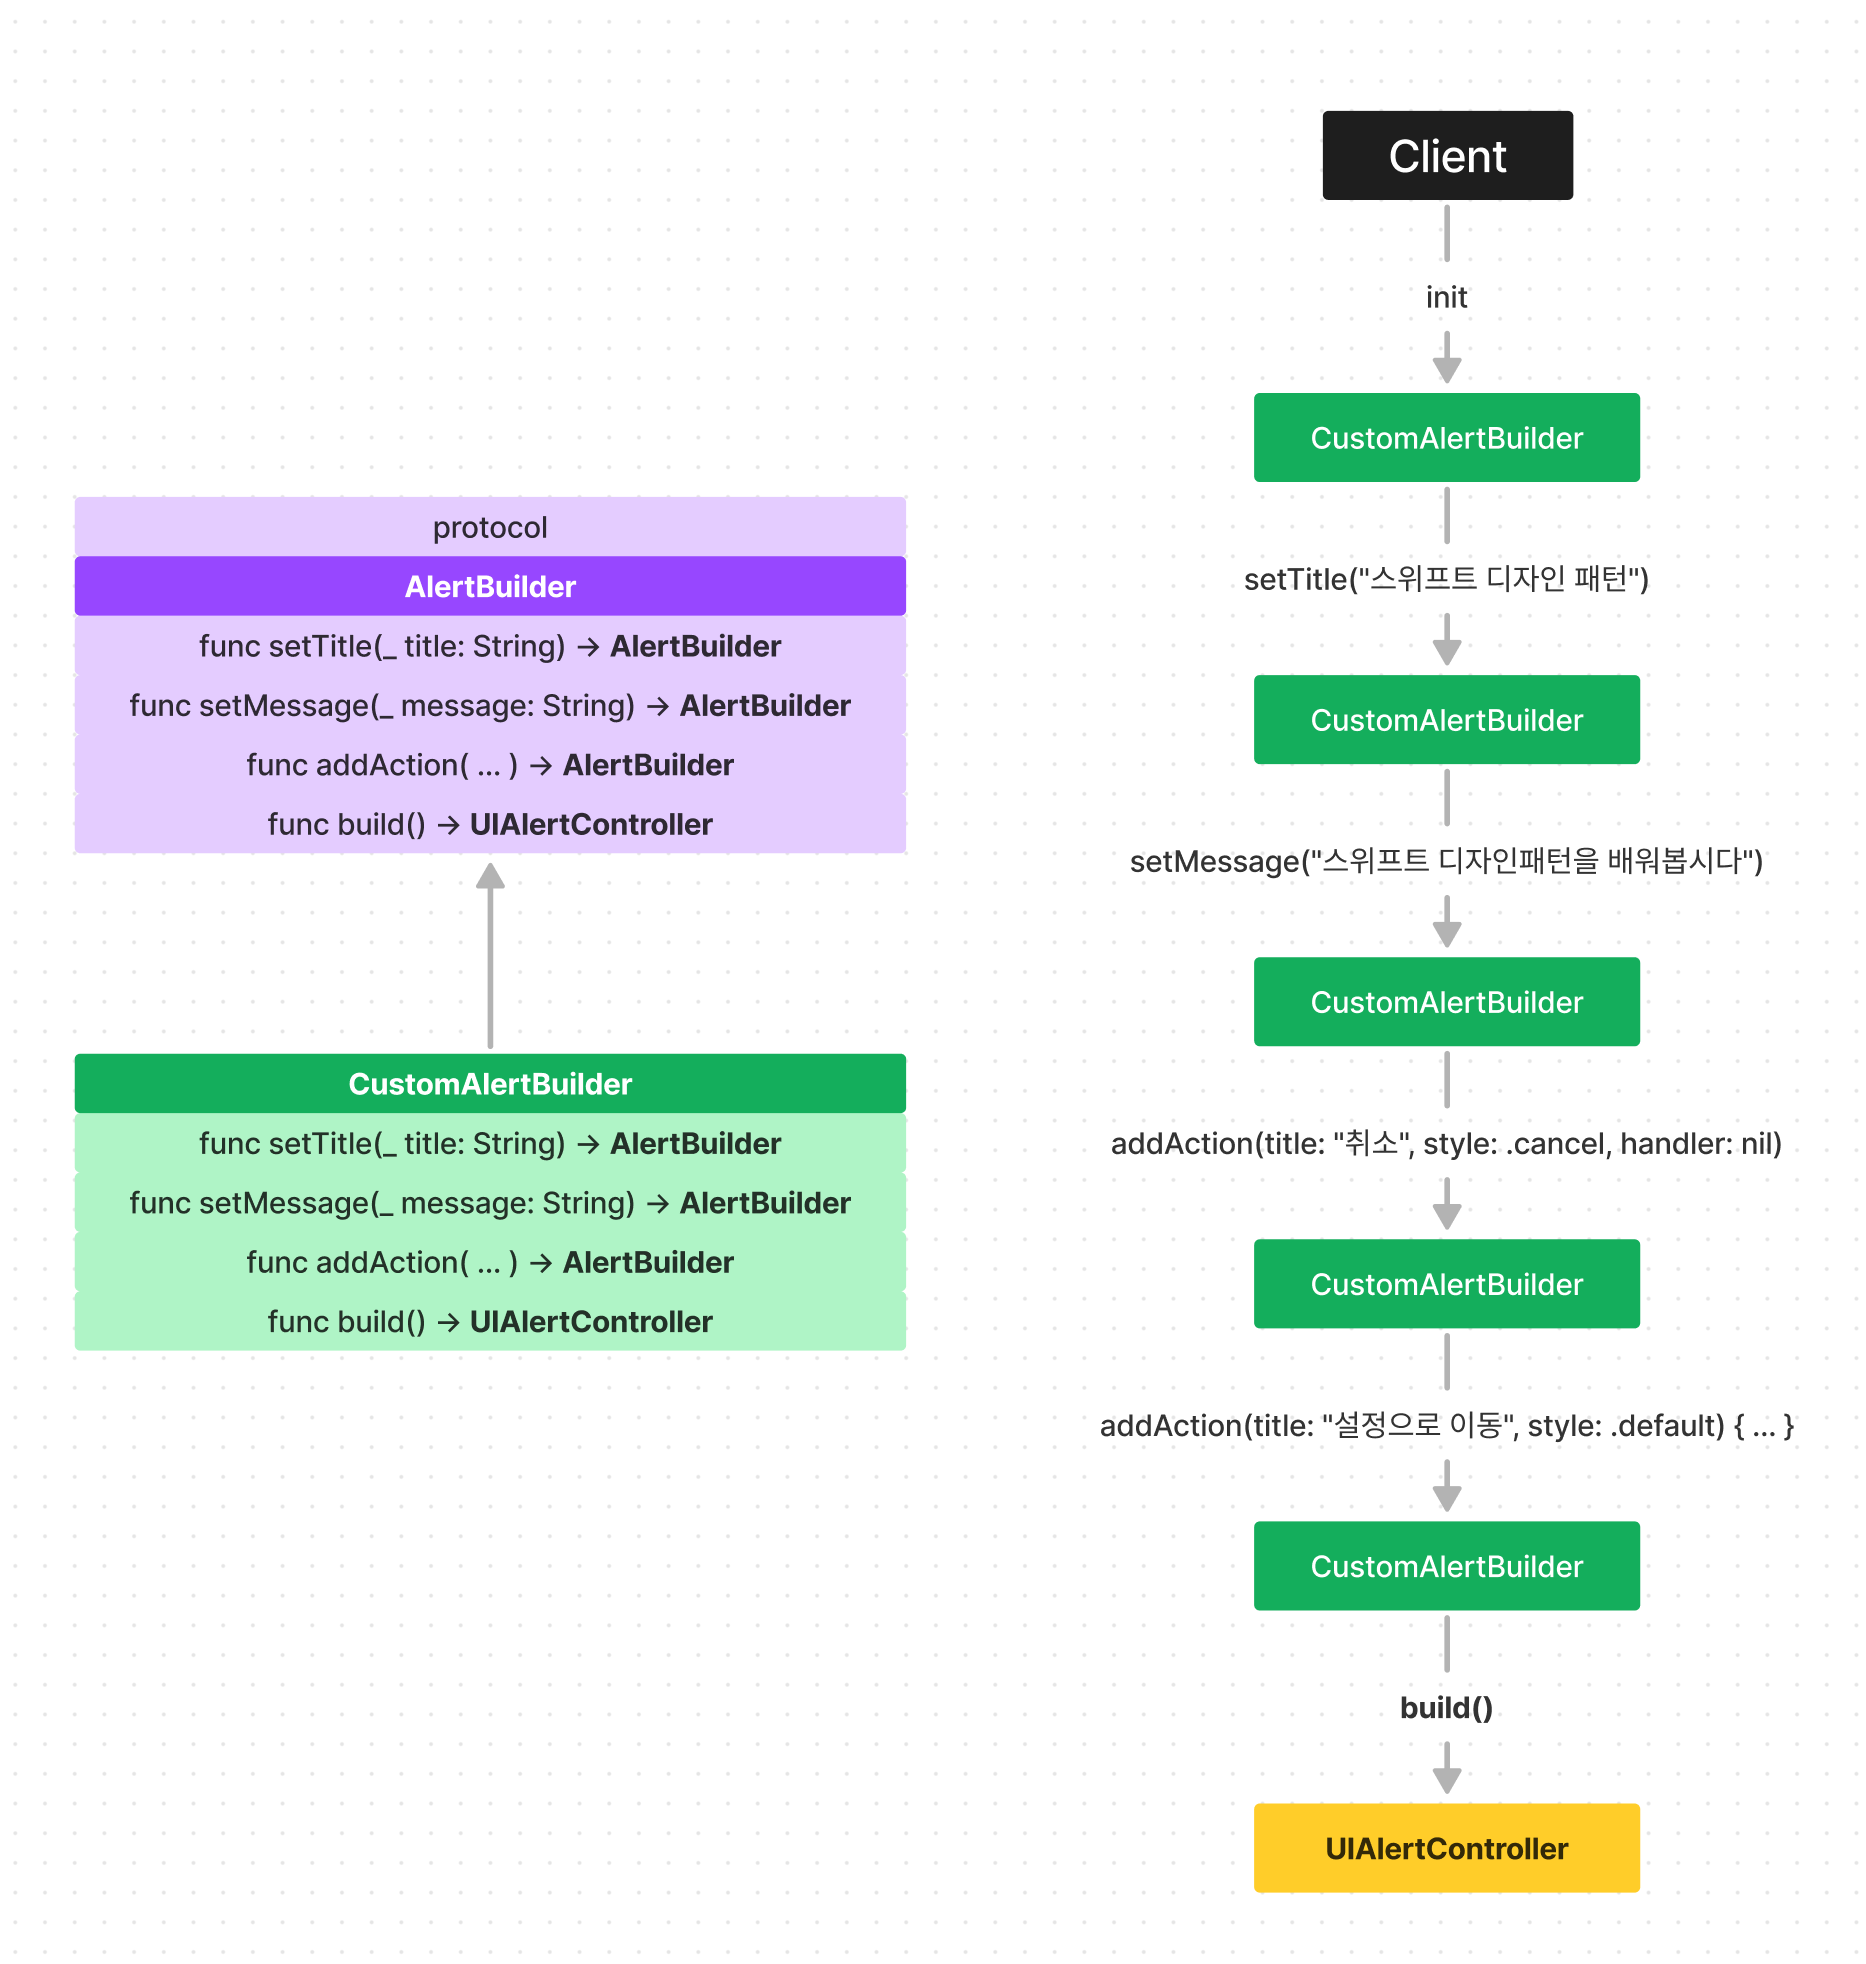 protocol
AlertBuilder
func setTitle(_ title: String) → AlertBuilder
func setMessage(_ message: String) → AlertBuilder
func addAction( ... ) → AlertBuilder
func build() → UIAlertController
CustomAlertBuilder
func setTitle(_ title: String) → AlertBuilder
func setMessage(_ message: String) → AlertBuilder
func addAction( ... ) → AlertBuilder
func build() → UIAlertController
Client
init
CustomAlertBuilder
setTitle("스위프트 디자인 패턴")
CustomAlertBuilder
setMessage("스위프트 디자인패턴을 배워봅시다")
CustomAlertBuilder
addAction(title: "취소", style: .cancel, handler: nil)
CustomAlertBuilder
addAction(title: "설정으로 이동", style: .default) { ... }
CustomAlertBuilder
build()
UIAlertController